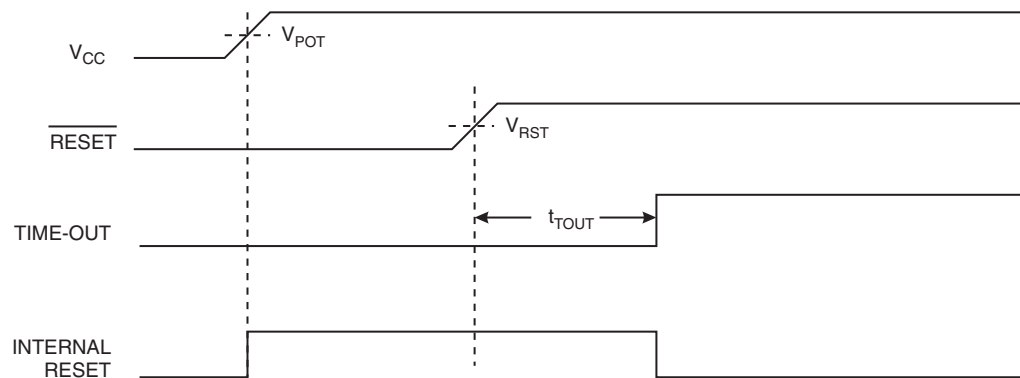 V_CC
V_POT
RESET
V_RST
TIME-OUT
t_TOUT
INTERNAL
RESET